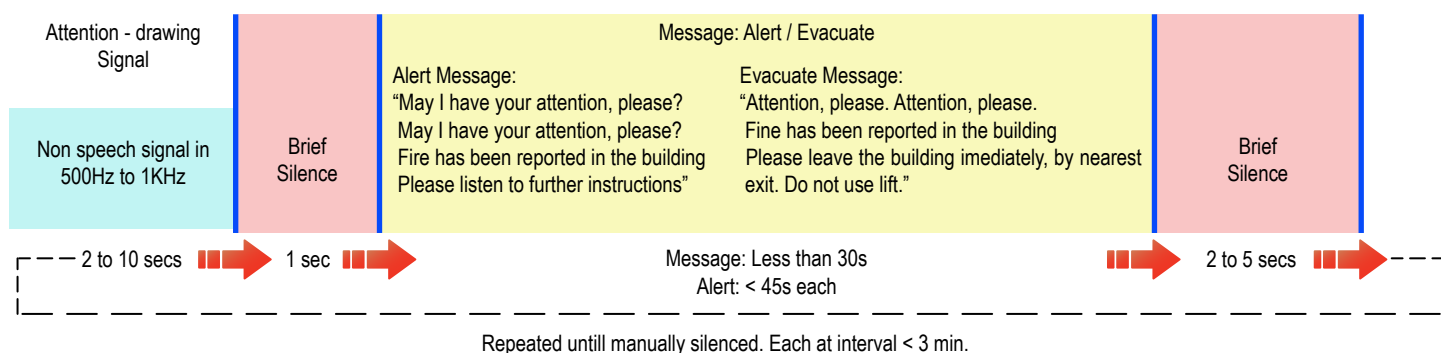 Attention - drawing
Signal
Non speech signal in
500Hz to 1KHz
Brief
Silence
Message: Alert / Evacuate
Alert Message:
“May I have your attention, please?
May I have your attention, please?
Fire has been reported in the building
Please listen to further instructions”
Evacuate Message:
“Attention, please. Attention, please.
Fine has been reported in the building
Please leave the building imediately, by nearest
exit. Do not use lift.”
Brief
Silence
2 to 10 secs
1 sec
Message: Less than 30s
Alert: < 45s each
2 to 5 secs
Repeated untill manually silenced. Each at interval < 3 min.